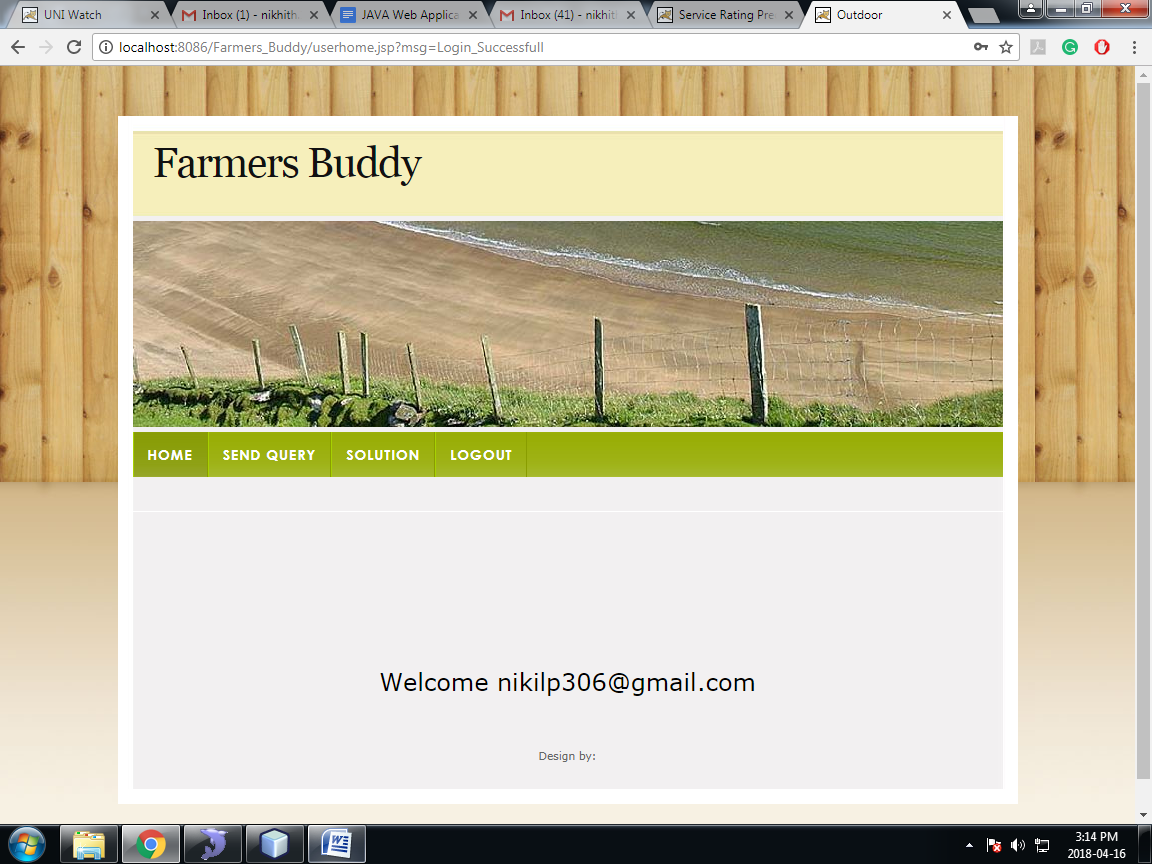 UNI Watch
Inbox (1) - nikhith
JAVA Web Applica
Inbox (41) - nikhit
Service Rating Pre
Outdoor
localhost:8086/Farmers_Buddy/userhome.jsp?msg=Login_Successfull
Farmers Buddy
HOME SEND QUERY SOLUTION LOGOUT
Welcome nikilp306@gmail.com
Design by:
3:14 PM
2018-04-16